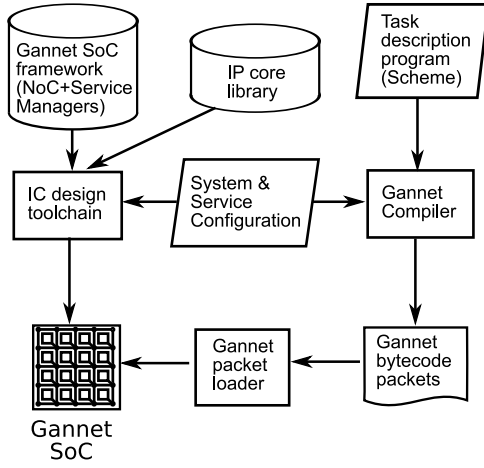 Gannet SoC
framework
(NoC+Service
Managers)
IP core
library
Task
description
program
(Scheme)
IC design
toolchain
System &
Service
Configuration
Gannet
Compiler
Gannet
SoC
Gannet
packet
loader
Gannet
bytecode
packets